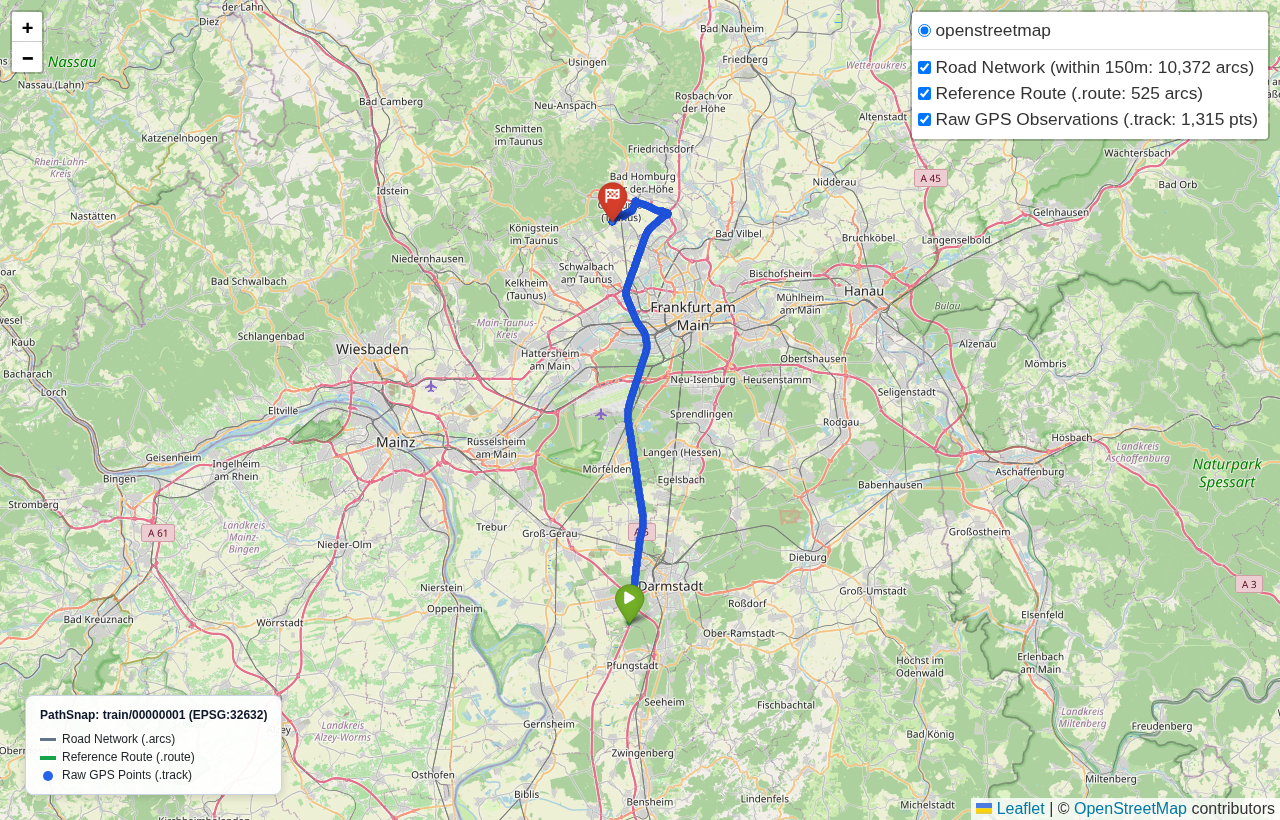 +
−
der Lahn
Diez
Nassau
Nassau (Lahn)
Bad Nauheim
Usingen
Friedberg
Wetteraukreis
openstreetmap
Road Network (within 150m: 10,372 arcs)
Reference Route (.route: 525 arcs)
Raw GPS Observations (.track: 1,315 pts)
Bad Camberg
Neu-Anspach
Rosbach vor
der Höhe
Altenstadt
Katzenelnbogen
Schmitten
im Taunus
Friedrichsdorf
Wächtersbach
Rhein-Lahn-
Kreis
Idstein
Bad Homburg
der Höhe
Nidderau
A 45
Bad Orb
Nastätten
(Taunus)
Königstein
im Taunus
Bad Vilbel
Bruchköbel
Gelnhausen
Langenselbold
Niedernhausen
Schwalbach
am Taunus
Bischofsheim
Bad Schwalbach
Kelkheim
(Taunus)
Hanau
Mühlheim
am Main
Bulau
Frankfurt am
Main
Main-Taunus-
Kreis
Kaub
Schlangenbad
Wiesbaden
Hattersheim
am Main
Obertshausen
Alzenau
Mömbris
Bacharach
Lorch
Neu-Isenburg
Heusenstamm
Seligenstadt
Eltville
Sprendlingen
Rodgau
Mainz
Rüsselsheim
am Main
Hösbach
Geisenheim
Ingelheim
am Rhein
Bingen
Mörfelden
Langen (Hessen)
Landkreis
Aschaffenburg
Aschaffenburg
Naturpark
Spessart
Egelsbach
Babenhausen
Stromberg
A 61
Landkreis
Mainz-
Bingen
Trebur
Groß-Gerau
A 5
Großostheim
Nieder-Olm
Dieburg
Nierstein
Darmstadt
Groß-Umstadt
A 3
Oppenheim
Roßdorf
Bad Kreuznach
Wörrstadt
Elsenfeld
Ober-Ramstadt
Pfungstadt
Höchst im
Odenwald
Erlenbach
am Main
Seeheim
Fischbachtal
Landkreis
Miltenberg
PathSnap: train/00000001 (EPSG:32632)
Road Network (.arcs)
Reference Route (.route)
Raw GPS Points (.track)
Landkreis
Alzey-Worms
Gernsheim
Freudenberg
Bad König
Zwingenberg
Osthofen
Miltenberg
Biblis
Bensheim
Lindenfels
Michelstadt
Leaflet | © OpenStreetMap contributors